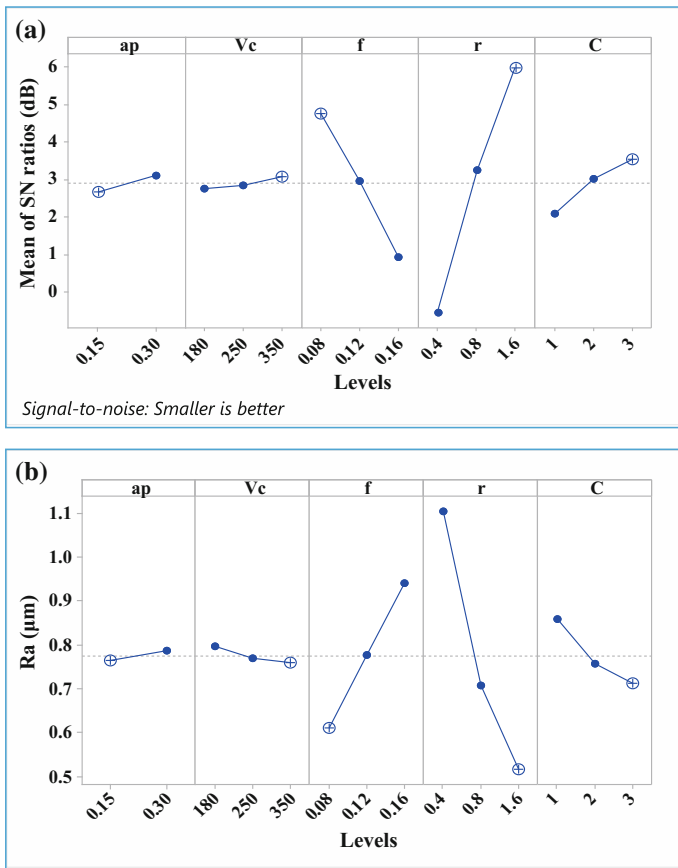 (a)
ap Vc f r C
Mean of SN ratios (dB)
6
5
4
3
2
1
0
0.15 0.30 180 250 350 0.08 0.12 0.16 0.4 0.8 1.6 1 2 3
Levels
Signal-to-noise: Smaller is better
(b)
ap Vc f r C
Ra (µm)
1.1
1.0
0.9
0.8
0.7
0.6
0.5
0.15 0.30 180 250 350 0.08 0.12 0.16 0.4 0.8 1.6 1 2 3
Levels